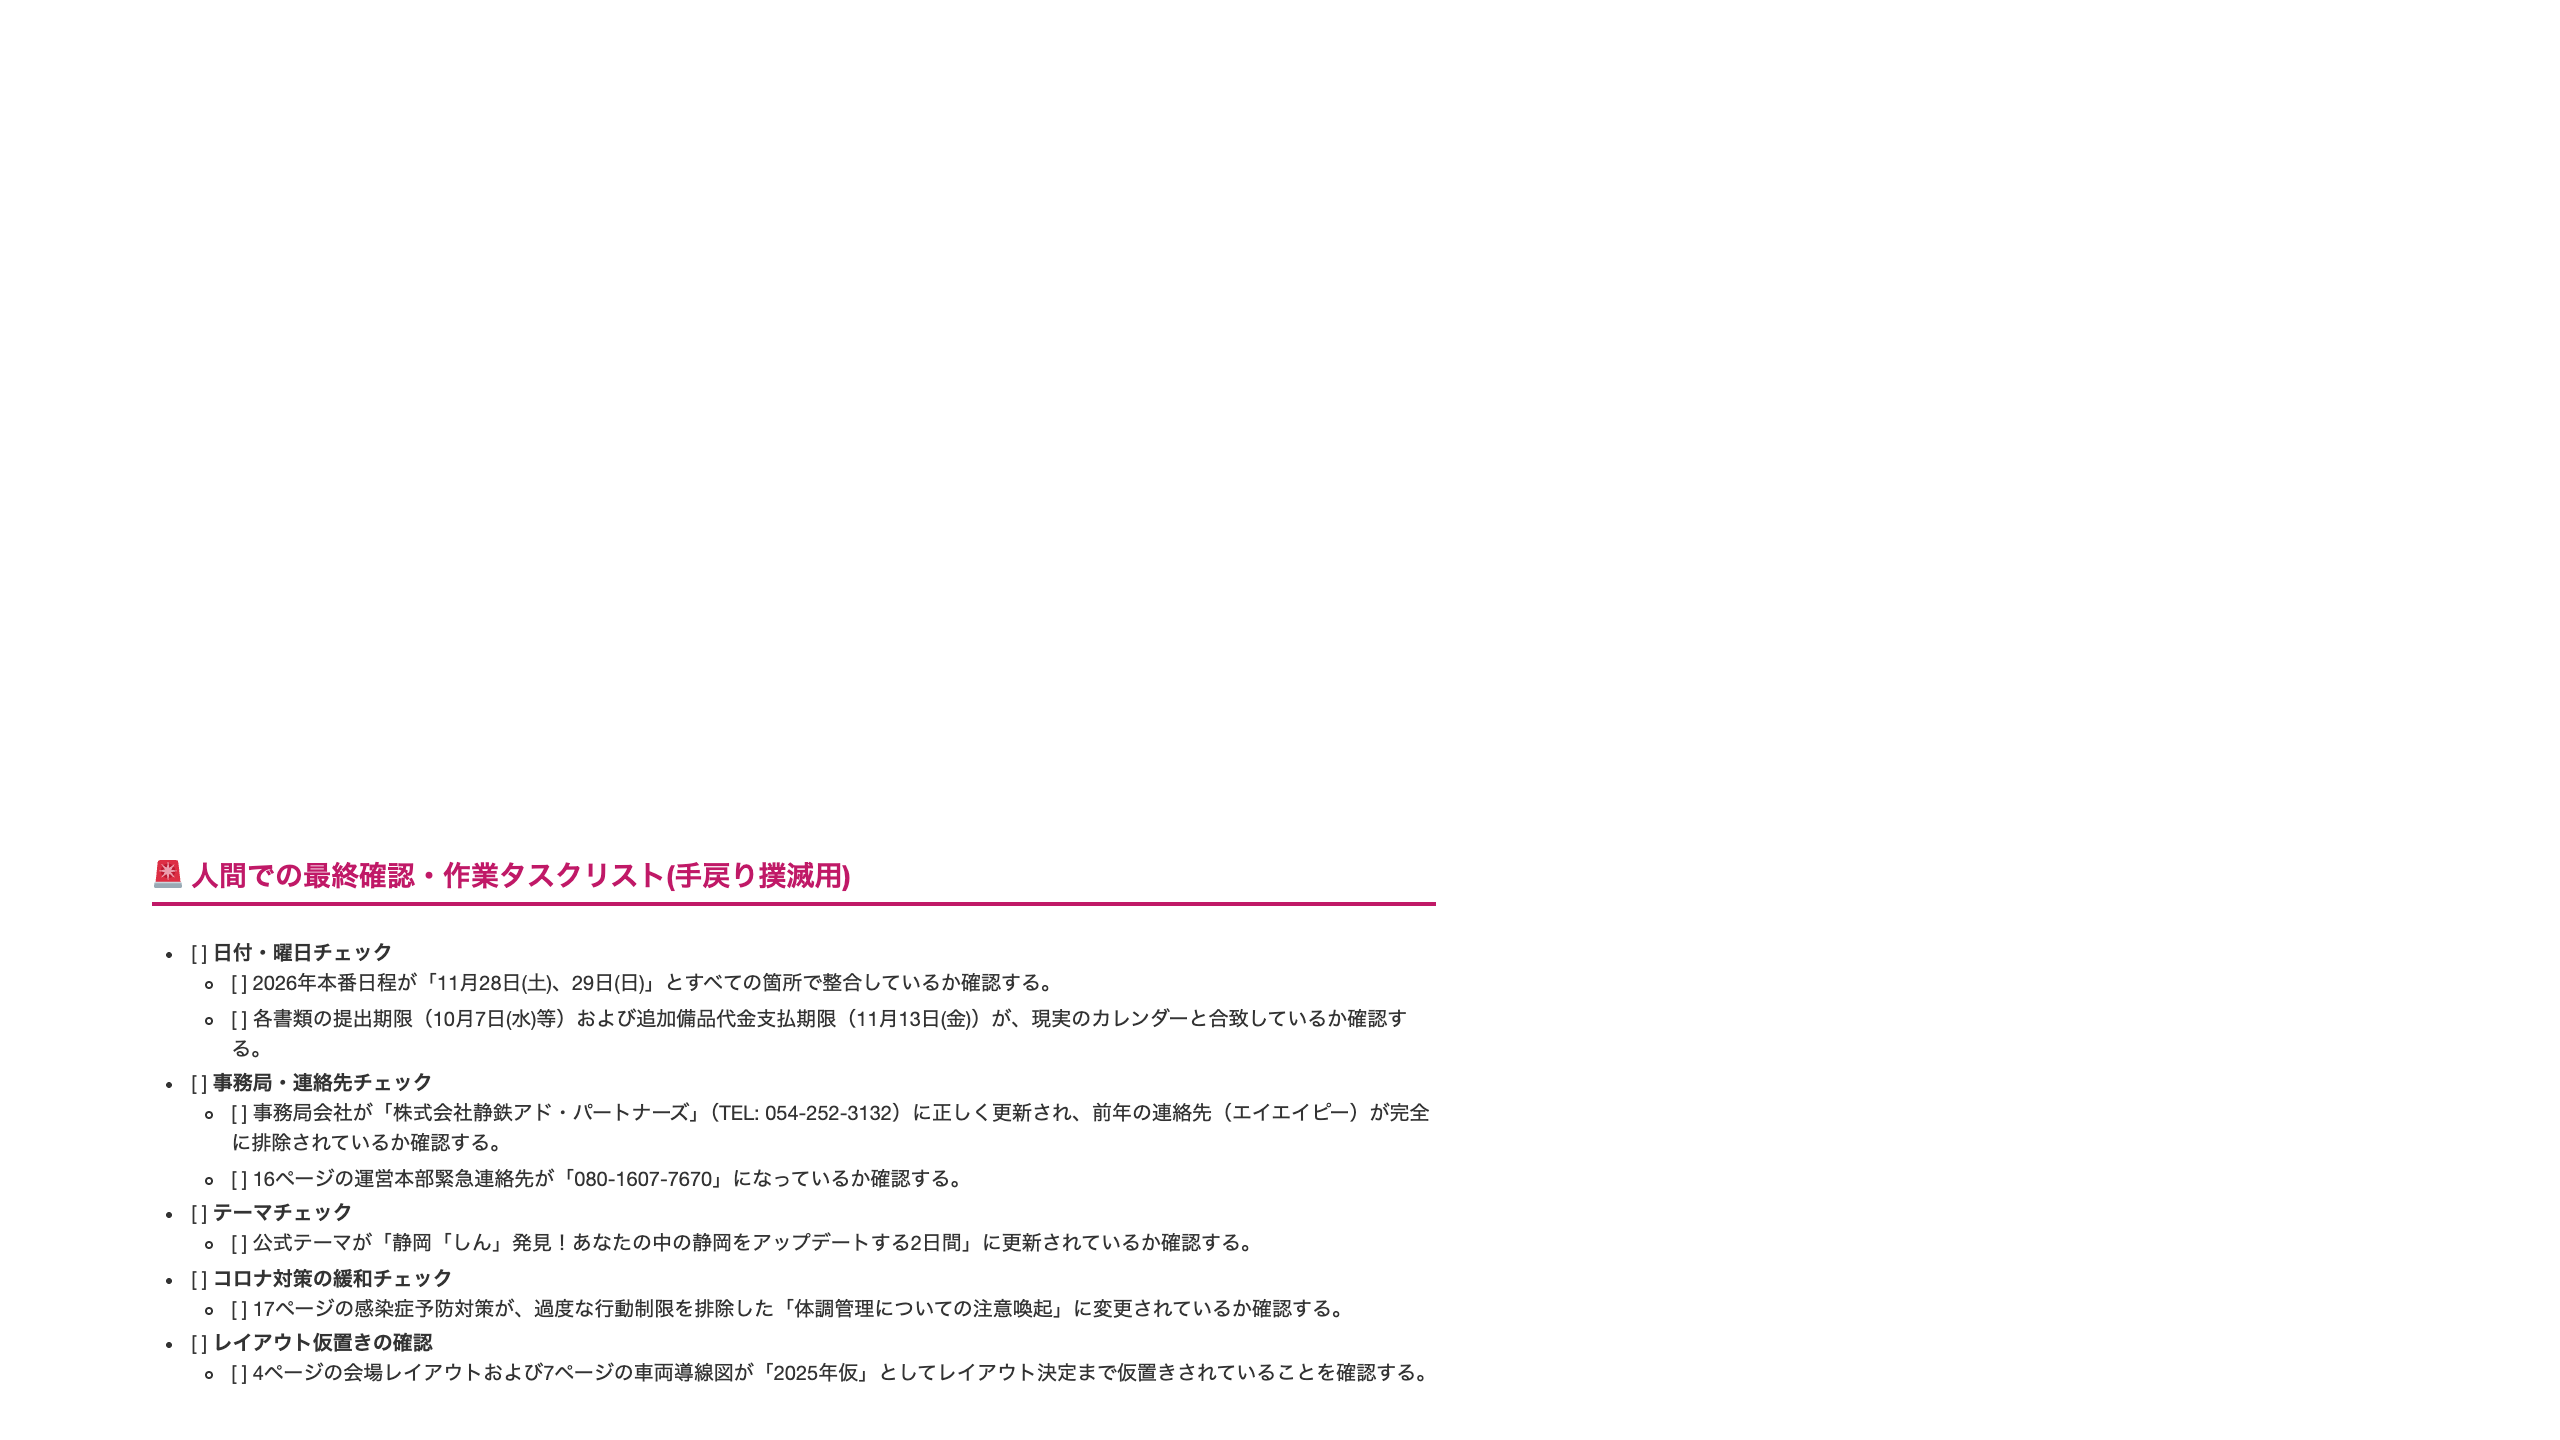 🚨 人間での最終確認・作業タスクリスト(手戻り撲滅用)
• [ ] 日付・曜日チェック
◦ [ ] 2026年本番日程が「11月28日(土)、29日(日)」とすべての箇所で整合しているか確認する。
◦ [ ] 各書類の提出期限（10月7日(水)等）および追加備品代金支払期限（11月13日(金)）が、現実のカレンダーと合致しているか確認す
る。
• [ ] 事務局・連絡先チェック
◦ [ ] 事務局会社が「株式会社静鉄アド・パートナーズ」（TEL: 054-252-3132）に正しく更新され、前年の連絡先（エイエイピー）が完全
に排除されているか確認する。
◦ [ ] 16ページの運営本部緊急連絡先が「080-1607-7670」になっているか確認する。
• [ ] テーマチェック
◦ [ ] 公式テーマが「静岡「しん」発見！あなたの中の静岡をアップデートする2日間」に更新されているか確認する。
• [ ] コロナ対策の緩和チェック
◦ [ ] 17ページの感染症予防対策が、過度な行動制限を排除した「体調管理についての注意喚起」に変更されているか確認する。
• [ ] レイアウト仮置きの確認
◦ [ ] 4ページの会場レイアウトおよび7ページの車両導線図が「2025年仮」としてレイアウト決定まで仮置きされていることを確認する。